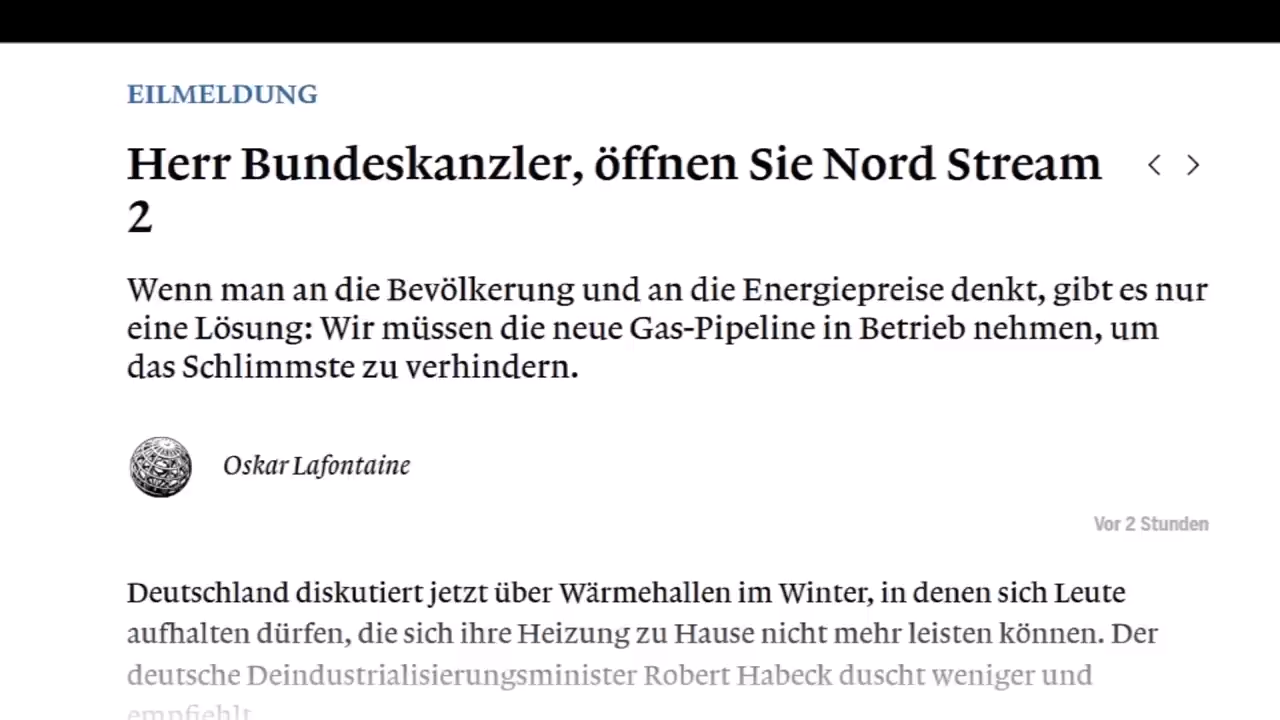 EILMELDUNG
Herr Bundeskanzler, öffnen Sie Nord Stream
2
Wenn man an die Bevölkerung und an die Energiepreise denkt, gibt es nur
eine Lösung: Wir müssen die neue Gas-Pipeline in Betrieb nehmen, um
das Schlimmste zu verhindern.
Oskar Lafontaine
Vor 2 Stunden
Deutschland diskutiert jetzt über Wärmehallen im Winter, in denen sich Leute
aufhalten dürfen, die sich ihre Heizung zu Hause nicht mehr leisten können. Der
deutsche Deindustrialisierungsminister Robert Habeck duscht weniger und
empfiehlt